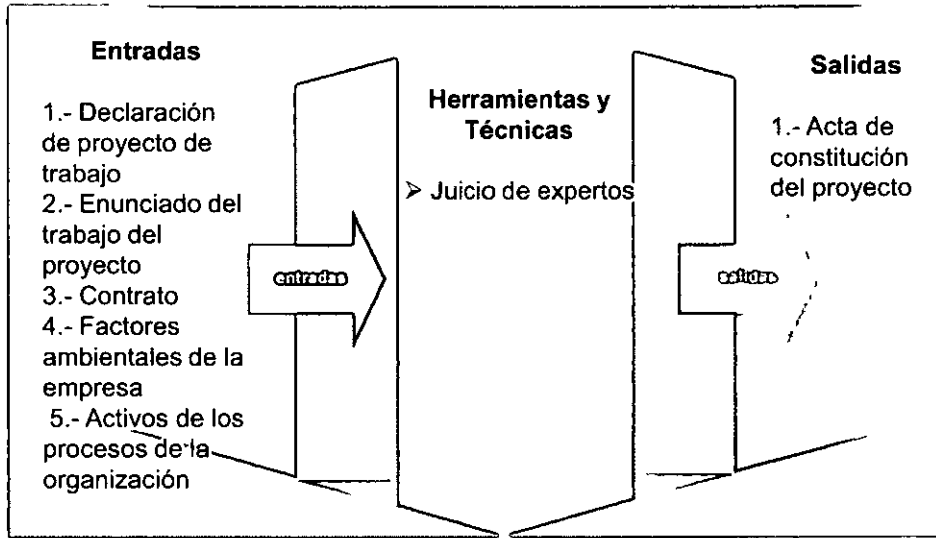 Entradas
1.- Declaración
de proyecto de
trabajo
2.- Enunciado del
trabajo del
proyecto
3.- Contrato
4.- Factores
ambientales de la
empresa
5.- Activos de los
procesos de la
organización
entradas
Herramientas y
Técnicas
➢ Juicio de expertos
salidas
Salidas
1.- Acta de
constitución
del proyecto